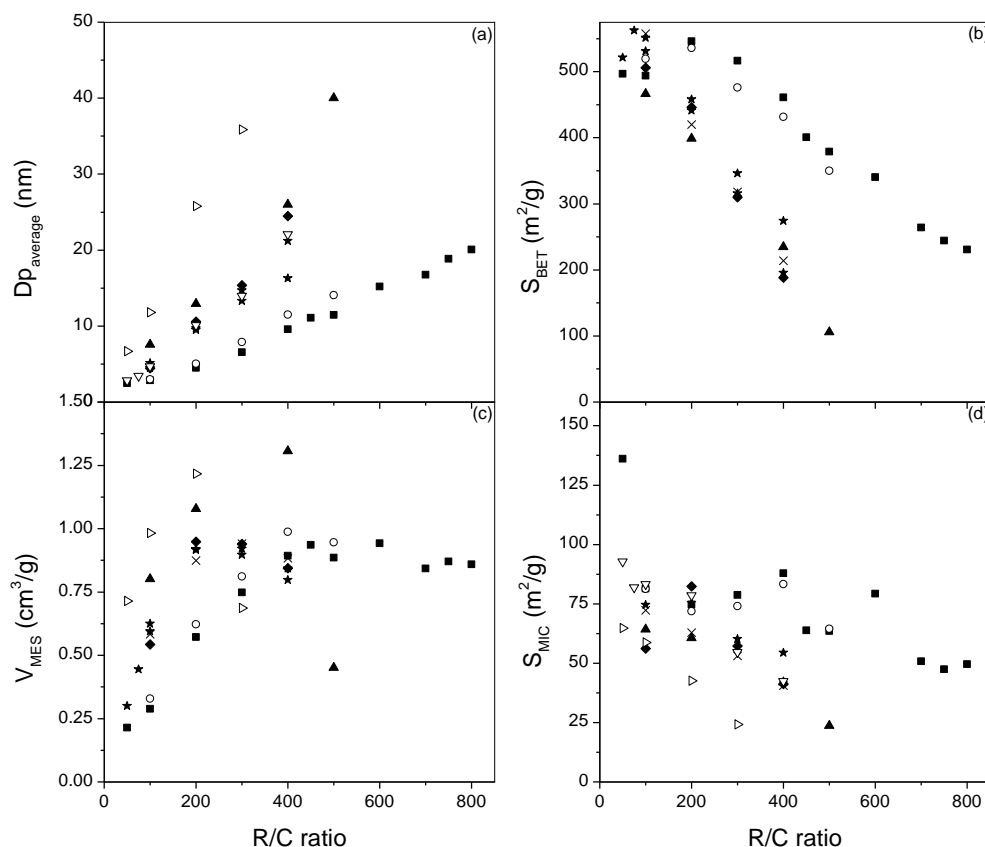 (a)
50
40
30
20
10
0
Dp_average (nm)
(b)
500
400
300
200
100
0
S_BET (m²/g)
(c)
1.50
1.25
1.00
0.75
0.50
0.25
0.00
V_MES (cm³/g)
0 200 400 600 800
R/C ratio
(d)
150
125
100
75
50
25
0
S_MIC (m²/g)
0 200 400 600 800
R/C ratio